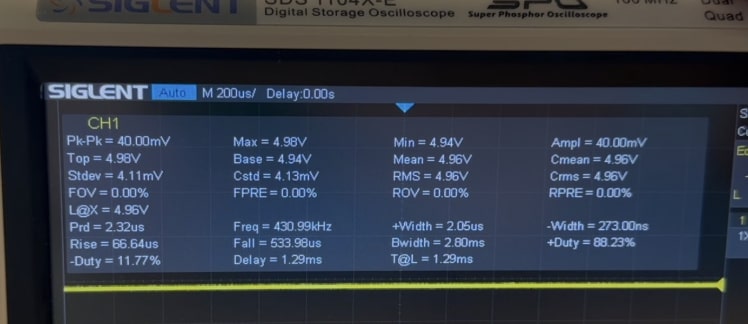 SIGLENT SDS 1104X-E
Digital Storage Oscilloscope SPO
Super Phosphor Oscilloscope
100 MHz
Quad
SIGLENT Auto M 200us/ Delay:0.00s
CH1
Pk-Pk = 40.00mV Max = 4.98V Min = 4.94V Ampl = 40.00mV
Top = 4.98V Base = 4.94V Mean = 4.96V Cmean = 4.96V
Stdev = 4.11mV Cstd = 4.13mV RMS = 4.96V Crms = 4.96V
FOV = 0.00% FPRE = 0.00% ROV = 0.00% RPRE = 0.00%
L@X = 4.96V
Prd = 2.32us Freq = 430.99kHz +Width = 2.05us -Width = 273.00ns
Rise = 66.64us Fall = 533.98us Bwidth = 2.80ms +Duty = 88.23%
-Duty = 11.77% Delay = 1.29ms T@L = 1.29ms